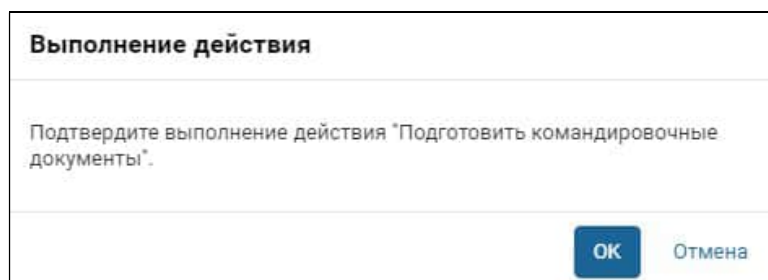 Выполнение действия
Подтвердите выполнение действия "Подготовить командировочные
документы".
ОК
Отмена